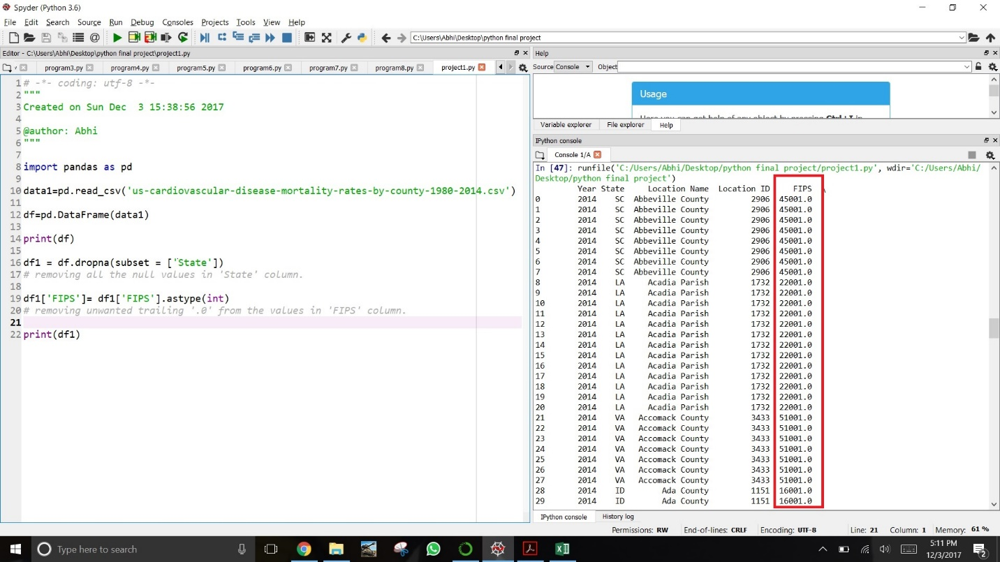 Spyder (Python 3.6)
File Edit Search Source Run Debug Consoles Projects Tools View Help
C:\Users\Abhi\Desktop\python final project
Editor - C:\Users\Abhi\Desktop\python final project\project1.py
program3.py program4.py program5.py program6.py program7.py program8.py project1.py
1 # -*- coding: utf-8 -*-
2 """
3 Created on Sun Dec  3 15:38:56 2017
4
5 @author: Abhi
6 """
7
8 import pandas as pd
9
10 data1=pd.read_csv('us-cardiovascular-disease-mortality-rates-by-county-1980-2014.csv')
11
12 df=pd.DataFrame(data1)
13
14 print(df)
15
16 df1 = df.dropna(subset = ['State'])
17 # removing all the null values in 'State' column.
18
19 df1['FIPS']= df1['FIPS'].astype(int)
20 # removing unwanted trailing '.0' from the values in 'FIPS' column.
21
22 print(df1)
Help
Source Console Object
Usage
Here you can get help of any object by pressing Ctrl+I in
Variable explorer File explorer Help
IPython console
Console 1/A
In [47]: runfile('C:/Users/Abhi/Desktop/python final project/project1.py', wdir='C:/Users/Abhi/
Desktop/python final project')
Year State Location Name Location ID FIPS \
0 2014 SC Abbeville County 2906 45001.0
1 2014 SC Abbeville County 2906 45001.0
2 2014 SC Abbeville County 2906 45001.0
3 2014 SC Abbeville County 2906 45001.0
4 2014 SC Abbeville County 2906 45001.0
5 2014 SC Abbeville County 2906 45001.0
6 2014 SC Abbeville County 2906 45001.0
7 2014 SC Abbeville County 2906 45001.0
8 2014 LA Acadia Parish 1732 22001.0
9 2014 LA Acadia Parish 1732 22001.0
10 2014 LA Acadia Parish 1732 22001.0
11 2014 LA Acadia Parish 1732 22001.0
12 2014 LA Acadia Parish 1732 22001.0
13 2014 LA Acadia Parish 1732 22001.0
14 2014 LA Acadia Parish 1732 22001.0
15 2014 LA Acadia Parish 1732 22001.0
16 2014 LA Acadia Parish 1732 22001.0
17 2014 LA Acadia Parish 1732 22001.0
18 2014 LA Acadia Parish 1732 22001.0
19 2014 LA Acadia Parish 1732 22001.0
20 2014 LA Acadia Parish 1732 22001.0
21 2014 VA Accomack County 3433 51001.0
22 2014 VA Accomack County 3433 51001.0
23 2014 VA Accomack County 3433 51001.0
24 2014 VA Accomack County 3433 51001.0
25 2014 VA Accomack County 3433 51001.0
26 2014 VA Accomack County 3433 51001.0
27 2014 VA Accomack County 3433 51001.0
28 2014 ID Ada County 1151 16001.0
29 2014 ID Ada County 1151 16001.0
IPython console History log
Permissions: RW End-of-lines: CRLF Encoding: UTF-8 Line: 21 Column: 1 Memory: 61 %
Type here to search
5:11 PM
12/3/2017
2